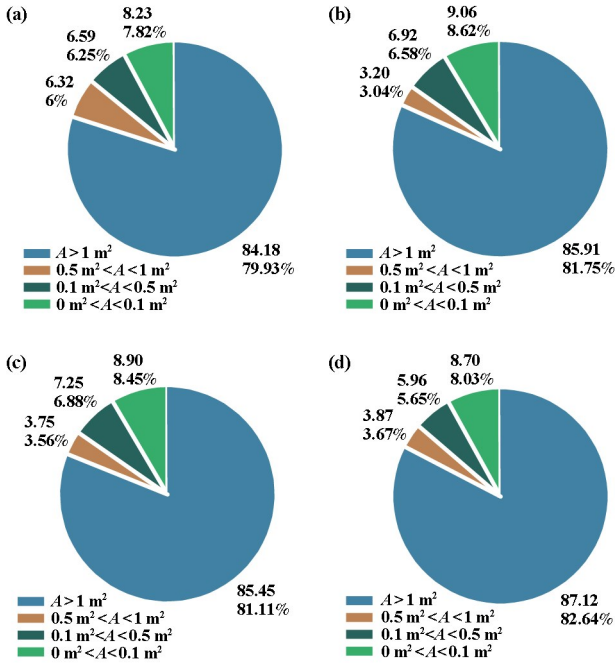 (a)
8.23
7.82%
6.59
6.25%
6.32
6%
84.18
79.93%
A > 1 m²
0.5 m² < A < 1 m²
0.1 m² < A < 0.5 m²
0 m² < A < 0.1 m²
(b)
9.06
8.62%
6.92
6.58%
3.20
3.04%
85.91
81.75%
A > 1 m²
0.5 m² < A < 1 m²
0.1 m² < A < 0.5 m²
0 m² < A < 0.1 m²
(c)
8.90
8.45%
7.25
6.88%
3.75
3.56%
85.45
81.11%
A > 1 m²
0.5 m² < A < 1 m²
0.1 m² < A < 0.5 m²
0 m² < A < 0.1 m²
(d)
8.70
8.03%
5.96
5.65%
3.87
3.67%
87.12
82.64%
A > 1 m²
0.5 m² < A < 1 m²
0.1 m² < A < 0.5 m²
0 m² < A < 0.1 m²